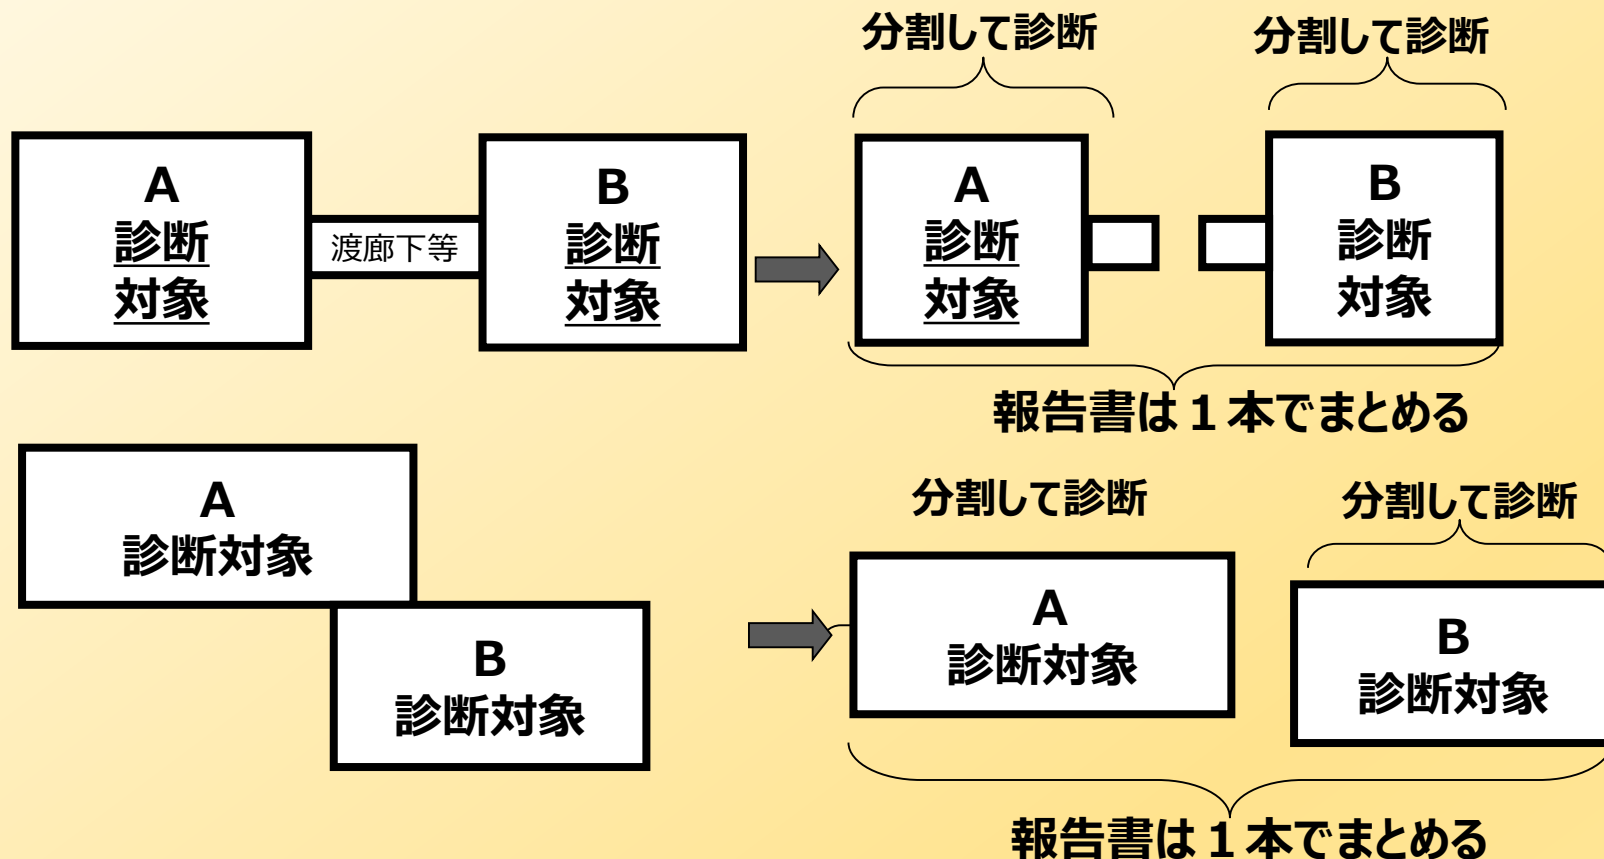 分割して診断
分割して診断
A
診断
対象
渡廊下等
B
診断
対象
A
診断
対象
B
診断
対象
報告書は1本でまとめる
A
診断対象
B
診断対象
分割して診断
分割して診断
A
診断対象
B
診断対象
報告書は1本でまとめる